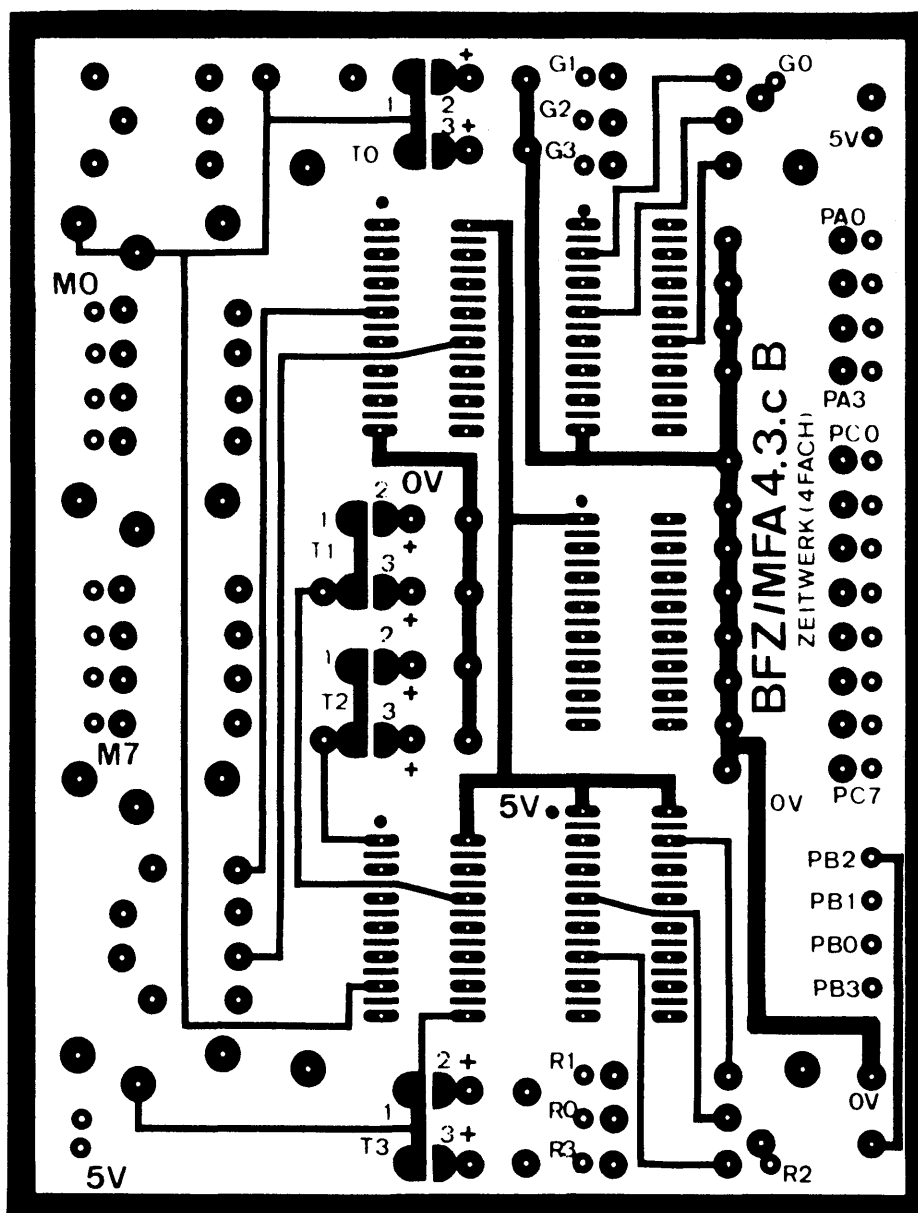 +
G1
G0
1
2
G2
3
+
T0
G3
5V
PA0
M0
PA3
PC0
BFZ/MFA 4.3.c B
ZEITWERK (4FACH)
0V
2
1
T1
+
3
+
2
1
T2
+
3
+
M7
5V
0V
PC7
PB2
PB1
PB0
PB3
2
+
R1
1
R0
0V
T3
3
+
R3
R2
5V